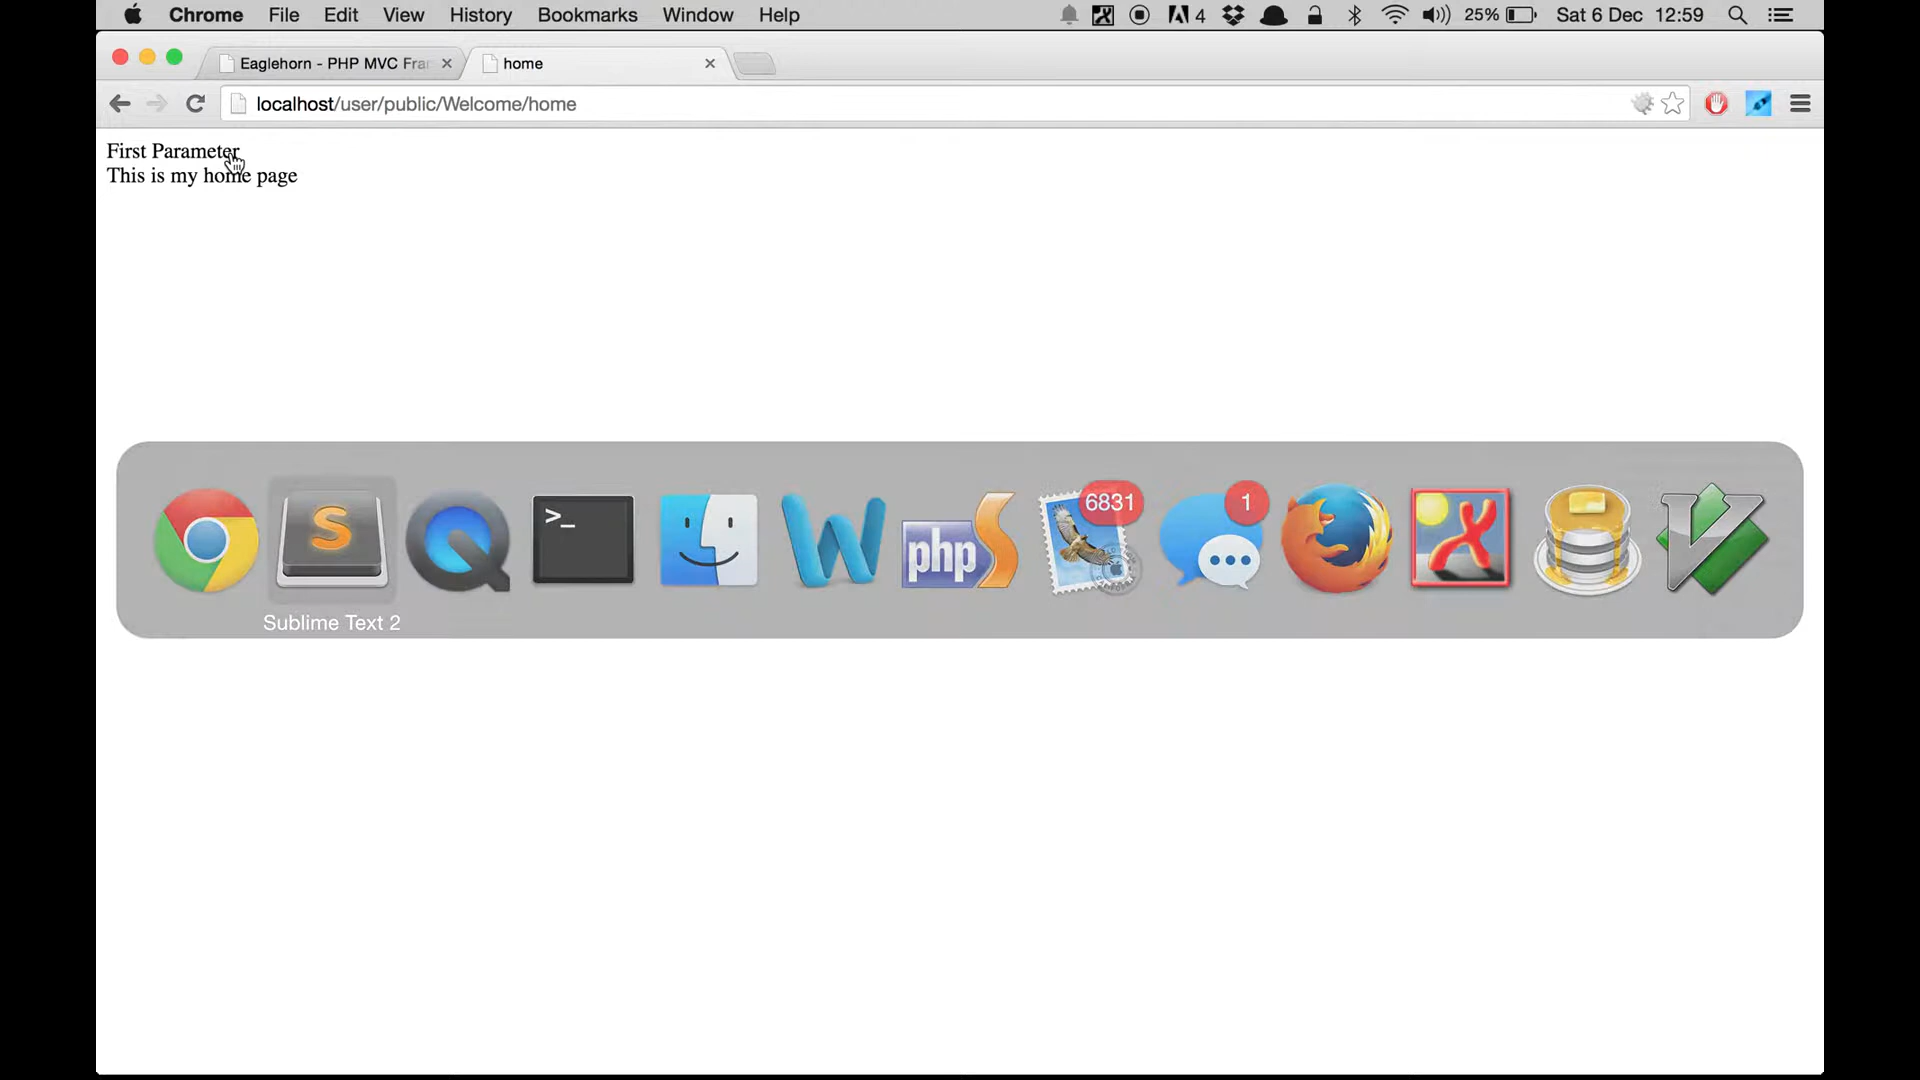 Chrome File Edit View History Bookmarks Window Help 4 25% Sat 6 Dec 12:59
Eaglehorn - PHP MVC Fra home
localhost/user/public/Welcome/home
First Parameter
This is my home page
S >_ W php 6831 1 X V
Sublime Text 2